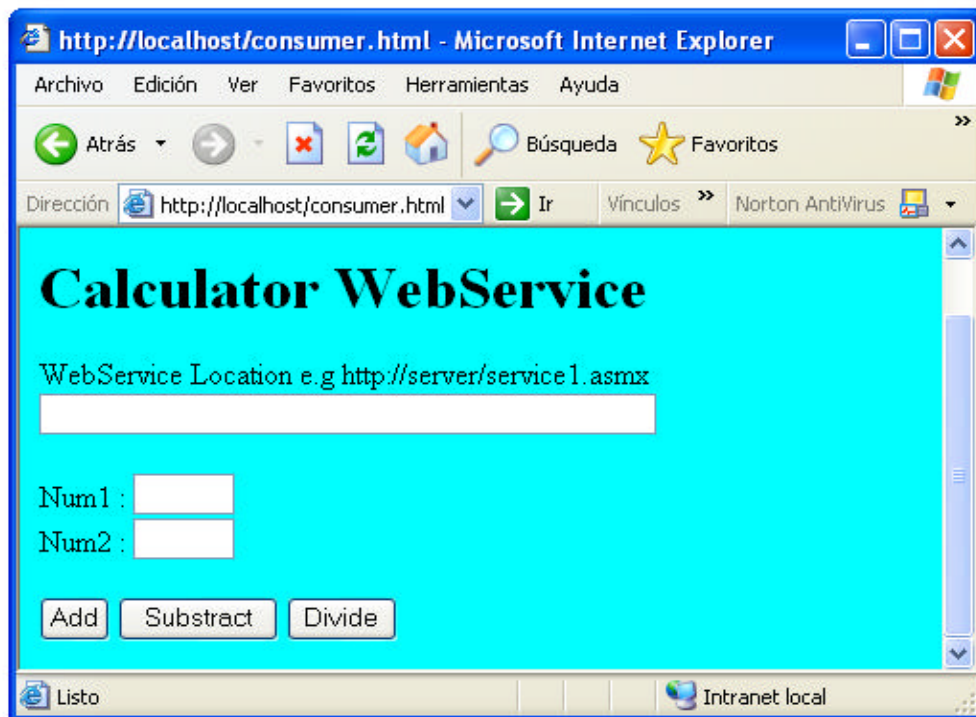 http://localhost/consumer.html - Microsoft Internet Explorer
Archivo Edición Ver Favoritos Herramientas Ayuda
Atrás Búsqueda Favoritos »
Dirección http://localhost/consumer.html Ir Vínculos » Norton AntiVirus
Calculator WebService
WebService Location e.g http://server/service1.asmx
Num1 :
Num2 :
Add Substract Divide
Listo Intranet local